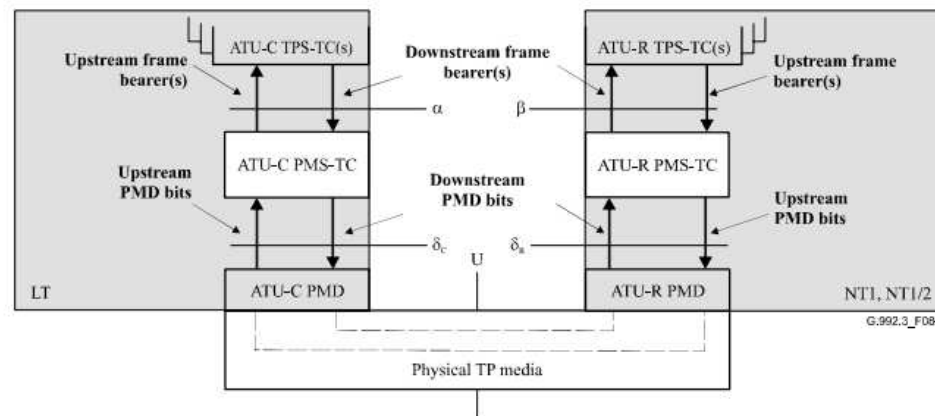 ATU-C TPS-TC(s)
ATU-R TPS-TC(s)
Upstream frame
bearer(s)
Downstream frame
bearer(s)
Upstream frame
bearer(s)
α
β
ATU-C PMS-TC
ATU-R PMS-TC
Upstream
PMD bits
Downstream
PMD bits
Upstream
PMD bits
δC
δR
U
LT
ATU-C PMD
ATU-R PMD
NT1, NT1/2
G.992.3_F08
Physical TP media